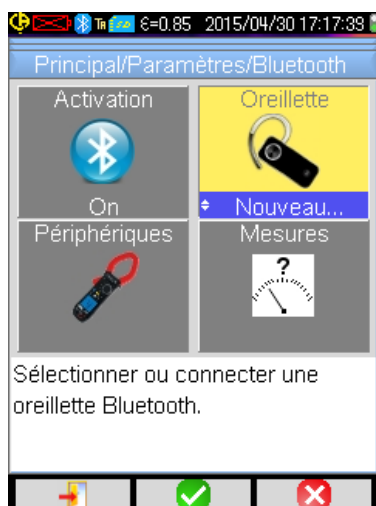 TA ε=0.85 2015/04/30 17:17:39
Principal/Paramètres/Bluetooth
Activation
Oreillette
On
Nouveau...
Périphériques
Mesures
?
Sélectionner ou connecter une
oreillette Bluetooth.